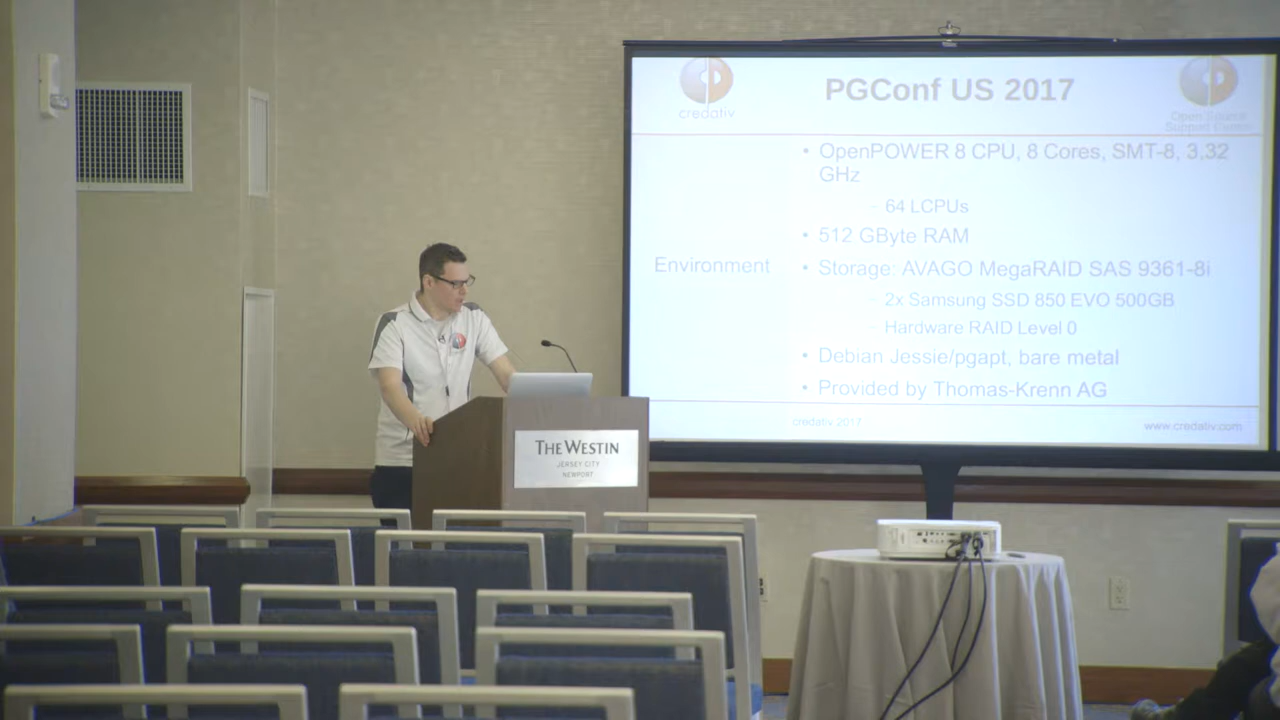 PGConf US 2017
credativ
Open Source
Support Center
Environment
• OpenPOWER 8 CPU, 8 Cores, SMT-8, 3,32
GHz
– 64 LCPUs
• 512 GByte RAM
• Storage: AVAGO MegaRAID SAS 9361-8i
– 2x Samsung SSD 850 EVO 500GB
– Hardware RAID Level 0
• Debian Jessie/pgapt, bare metal
• Provided by Thomas-Krenn AG
credativ 2017
www.credativ.com
THE WESTIN
JERSEY CITY
NEWPORT